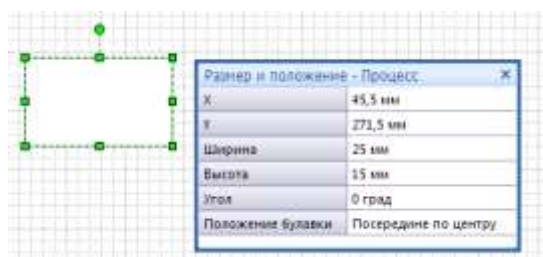 Размер и положение - Процесс ×
X 45,5 мм
Y 271,5 мм
Ширина 25 мм
Высота 15 мм
Угол 0 град
Положение булавки Посередине по центру